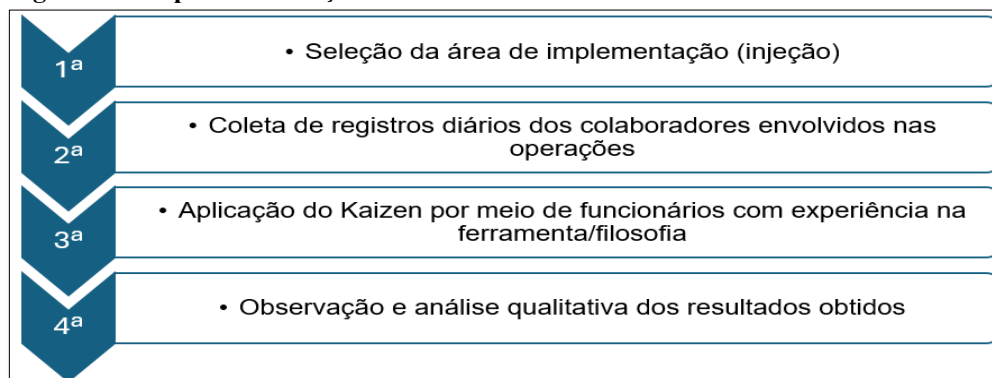 1ª
• Seleção da área de implementação (injeção)
2ª
• Coleta de registros diários dos colaboradores envolvidos nas
operações
3ª
• Aplicação do Kaizen por meio de funcionários com experiência na
ferramenta/filosofia
4ª
• Observação e análise qualitativa dos resultados obtidos